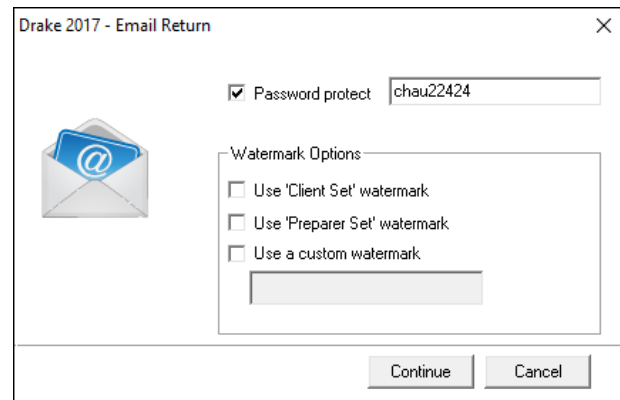 Drake 2017 - Email Return
Password protect chau22424
@
Watermark Options
Use 'Client Set' watermark
Use 'Preparer Set' watermark
Use a custom watermark
Continue Cancel